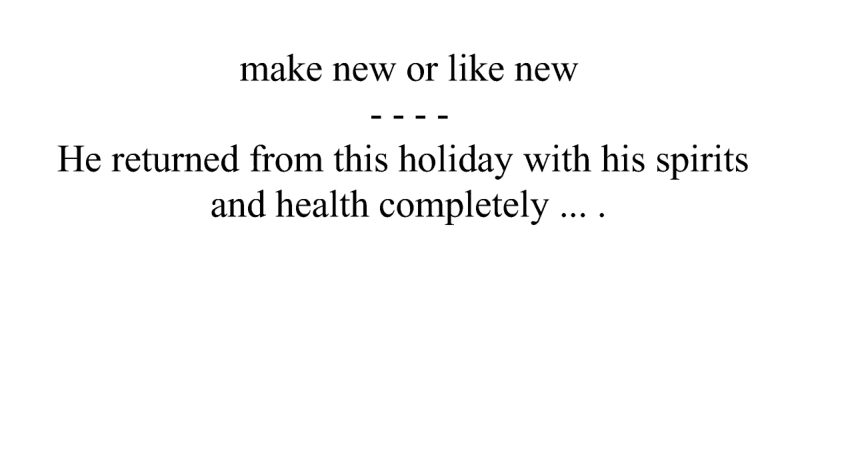 make new or like new
- - - -
He returned from this holiday with his spirits
and health completely ... .